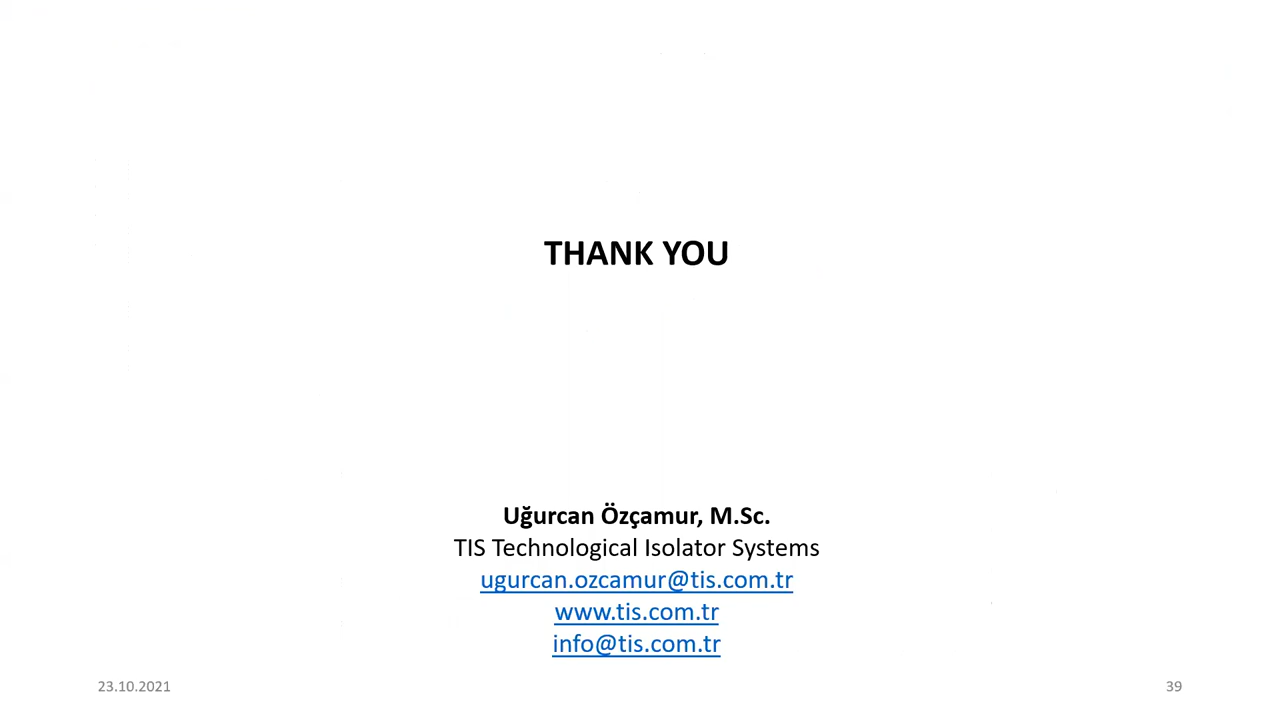 THANK YOU
Uğurcan Özçamur, M.Sc.
TIS Technological Isolator Systems
ugurcan.ozcamur@tis.com.tr
www.tis.com.tr
info@tis.com.tr
23.10.2021
39